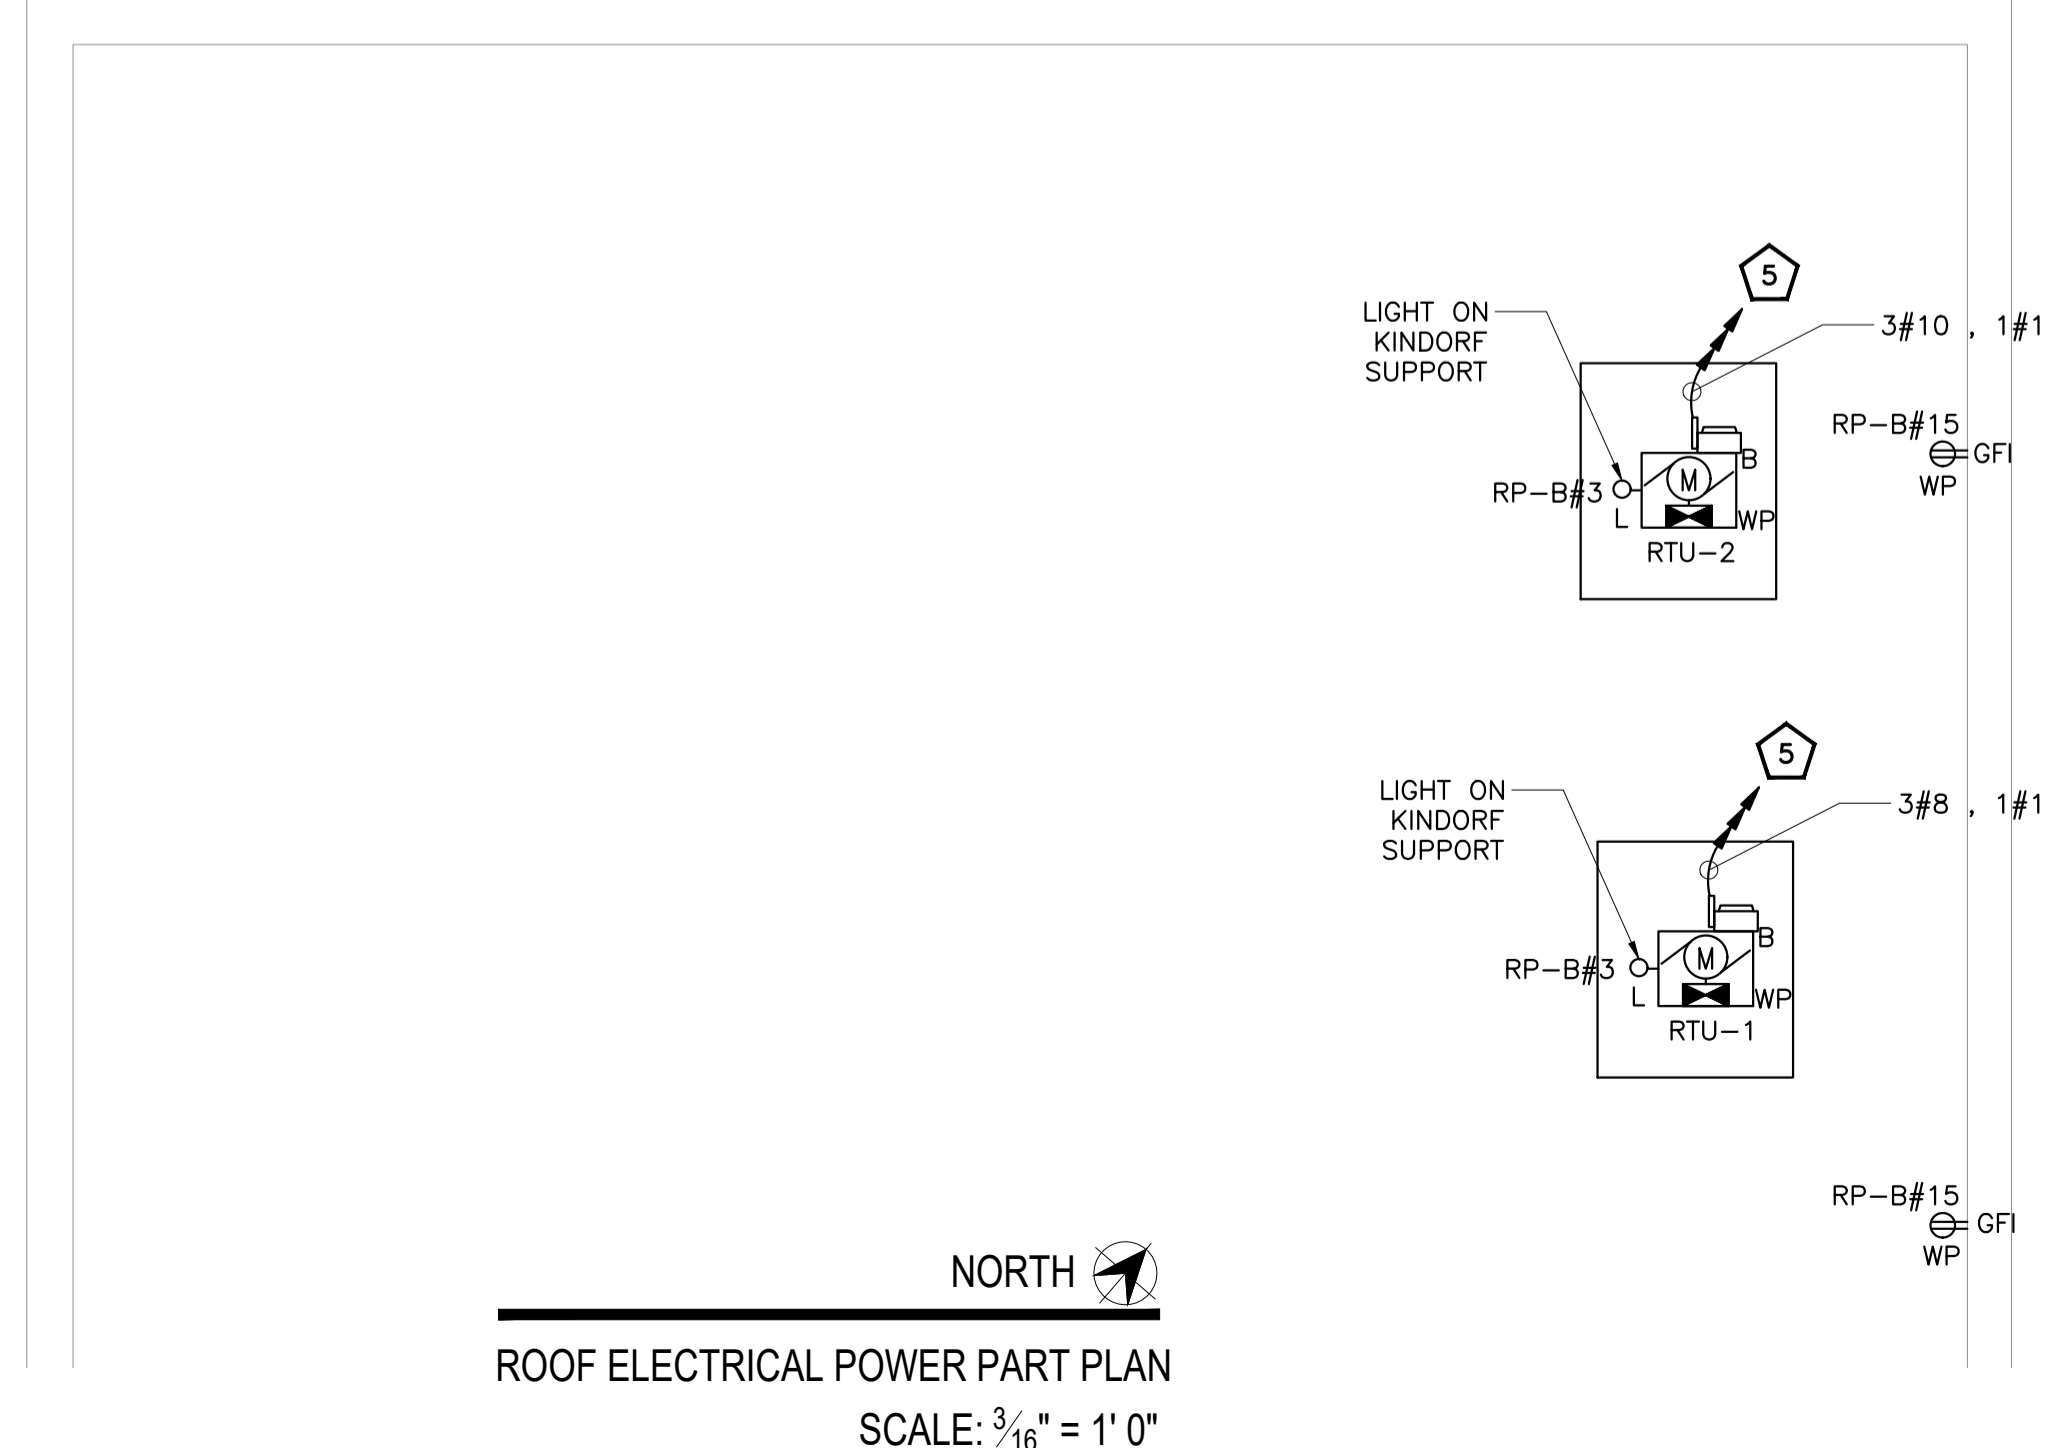 5
LIGHT ON
KINDORF
SUPPORT
3#10 , 1#1
RP-B#15
GFI
WP
B
M
RP-B#3
L
WP
RTU-2
5
LIGHT ON
KINDORF
SUPPORT
3#8 , 1#1
B
M
RP-B#3
L
WP
RTU-1
RP-B#15
GFI
WP
NORTH
ROOF ELECTRICAL POWER PART PLAN
SCALE: 3/16" = 1' 0"